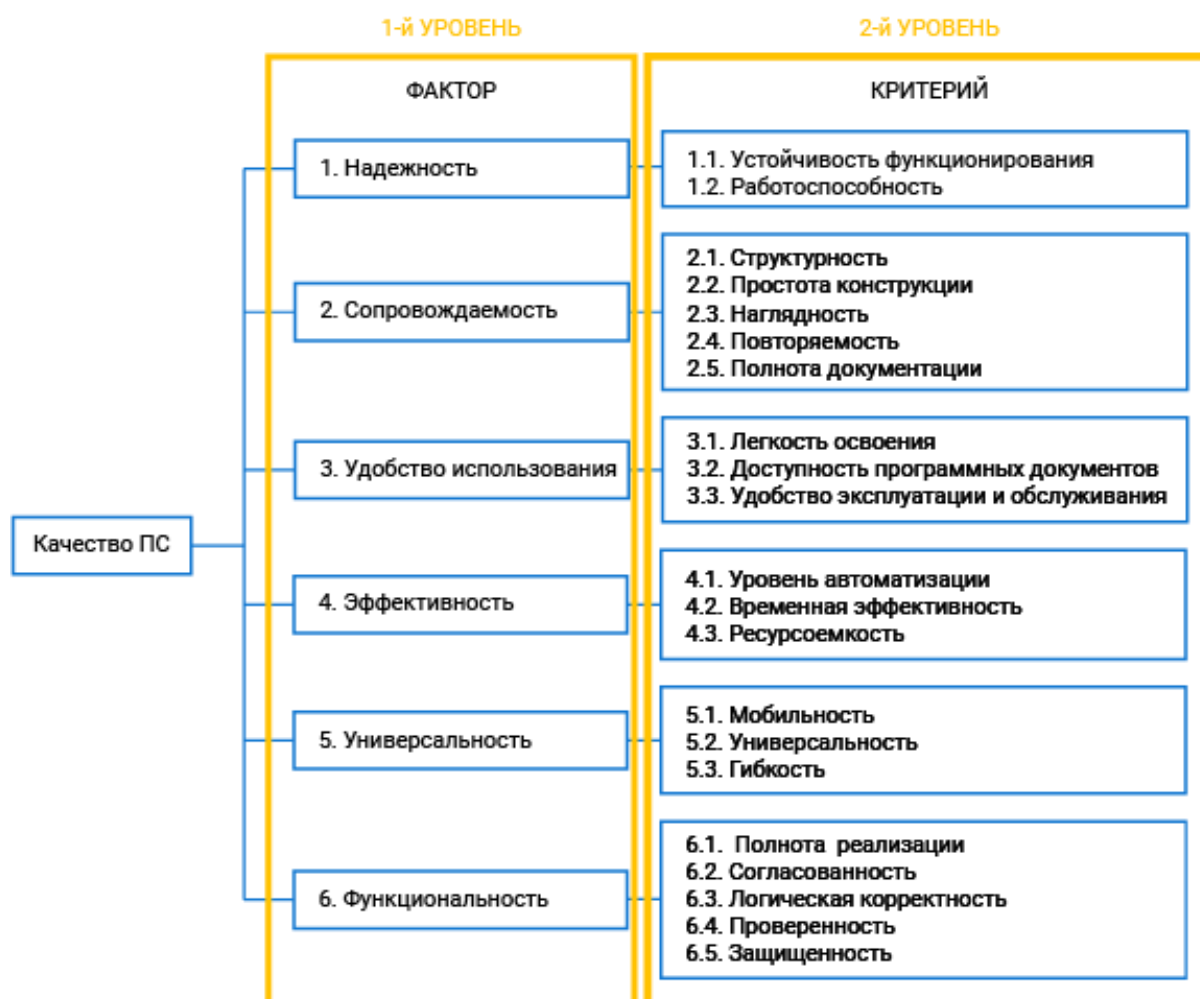 1-й УРОВЕНЬ
2-й УРОВЕНЬ
ФАКТОР
КРИТЕРИЙ
Качество ПС
1. Надежность
1.1. Устойчивость функционирования
1.2. Работоспособность
2. Сопровождаемость
2.1. Структурность
2.2. Простота конструкции
2.3. Наглядность
2.4. Повторяемость
2.5. Полнота документации
3. Удобство использования
3.1. Легкость освоения
3.2. Доступность программных документов
3.3. Удобство эксплуатации и обслуживания
4. Эффективность
4.1. Уровень автоматизации
4.2. Временная эффективность
4.3. Ресурсоемкость
5. Универсальность
5.1. Мобильность
5.2. Универсальность
5.3. Гибкость
6. Функциональность
6.1. Полнота реализации
6.2. Согласованность
6.3. Логическая корректность
6.4. Проверенность
6.5. Защищенность